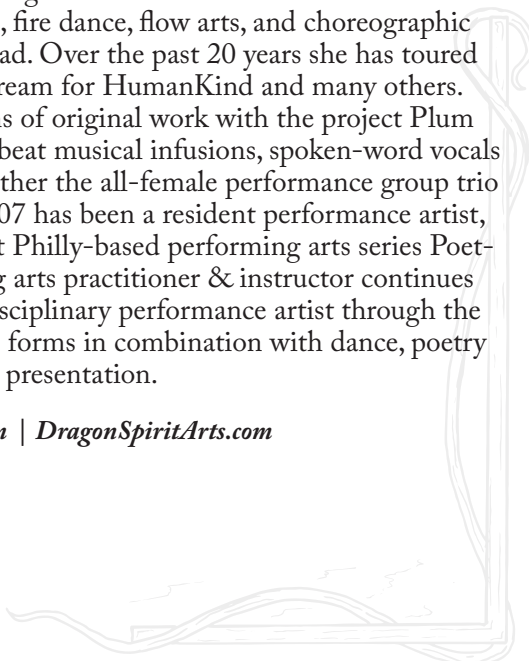 , fire dance, flow arts, and choreographic
ad. Over the past 20 years she has toured
ream for HumanKind and many others.
s of original work with the project Plum
beat musical infusions, spoken-word vocals
ther the all-female performance group trio
07 has been a resident performance artist,
t Philly-based performing arts series Poet-
g arts practitioner & instructor continues
sciplinary performance artist through the
forms in combination with dance, poetry
presentation.
| DragonSpiritArts.com